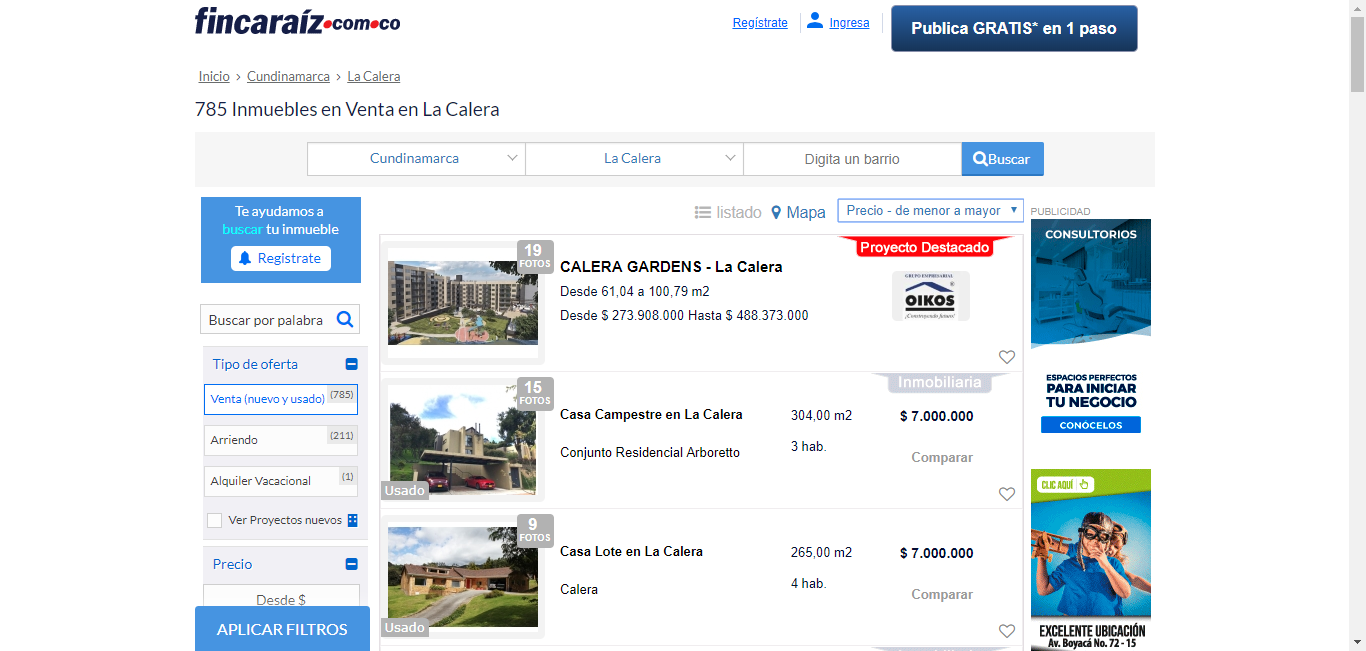 fincaraíz.com.co
Regístrate
Ingresa
Publica GRATIS* en 1 paso
Inicio > Cundinamarca > La Calera
785 Inmuebles en Venta en La Calera
Cundinamarca
La Calera
Digita un barrio
Buscar
Te ayudamos a
buscar tu inmueble
Registrate
Buscar por palabra
Tipo de oferta
Venta (nuevo y usado) (785)
Arriendo (211)
Alquiler Vacacional (1)
Ver Proyectos nuevos
Precio
Desde $
APLICAR FILTROS
listado
Mapa
Precio - de menor a mayor
19
FOTOS
CALERA GARDENS - La Calera
Desde 61,04 a 100,79 m2
Desde $ 273.908.000 Hasta $ 488.373.000
Proyecto Destacado
GRUPO EMPRESARIAL
OIKOS
¡Construyendo futuro!
15
FOTOS
Usado
Casa Campestre en La Calera
Conjunto Residencial Arboretto
304,00 m2
3 hab.
Inmobiliaria
$ 7.000.000
Comparar
9
FOTOS
Usado
Casa Lote en La Calera
Calera
265,00 m2
4 hab.
$ 7.000.000
Comparar
PUBLICIDAD
CONSULTORIOS
ESPACIOS PERFECTOS
PARA INICIAR
TU NEGOCIO
CONÓCELOS
CLIC AQUÍ
EXCELENTE UBICACIÓN
Av. Boyacá No. 72 - 15